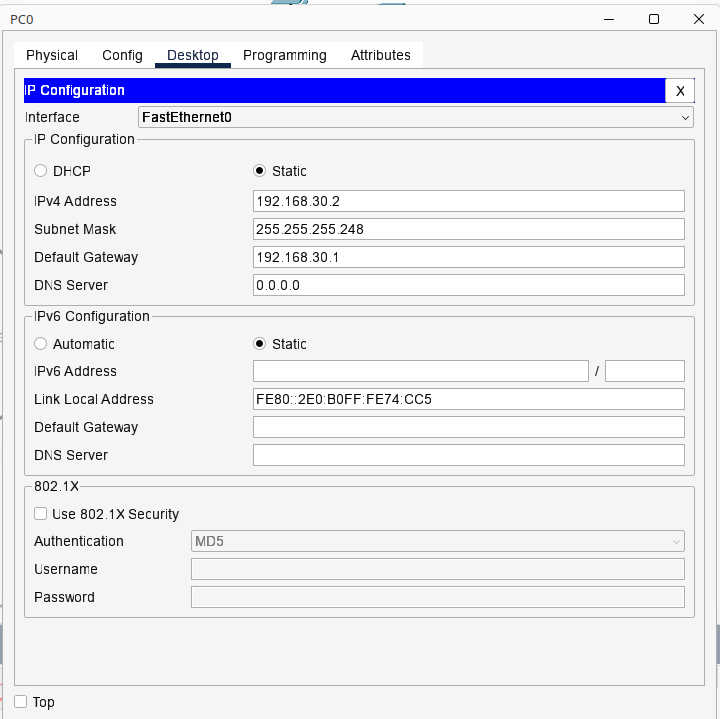 PC0
Physical Config Desktop Programming Attributes
IP Configuration X
Interface FastEthernet0
IP Configuration
DHCP Static
IPv4 Address 192.168.30.2
Subnet Mask 255.255.255.248
Default Gateway 192.168.30.1
DNS Server 0.0.0.0
IPv6 Configuration
Automatic Static
IPv6 Address /
Link Local Address FE80::2E0:B0FF:FE74:CC5
Default Gateway
DNS Server
802.1X
Use 802.1X Security
Authentication MD5
Username
Password
Top